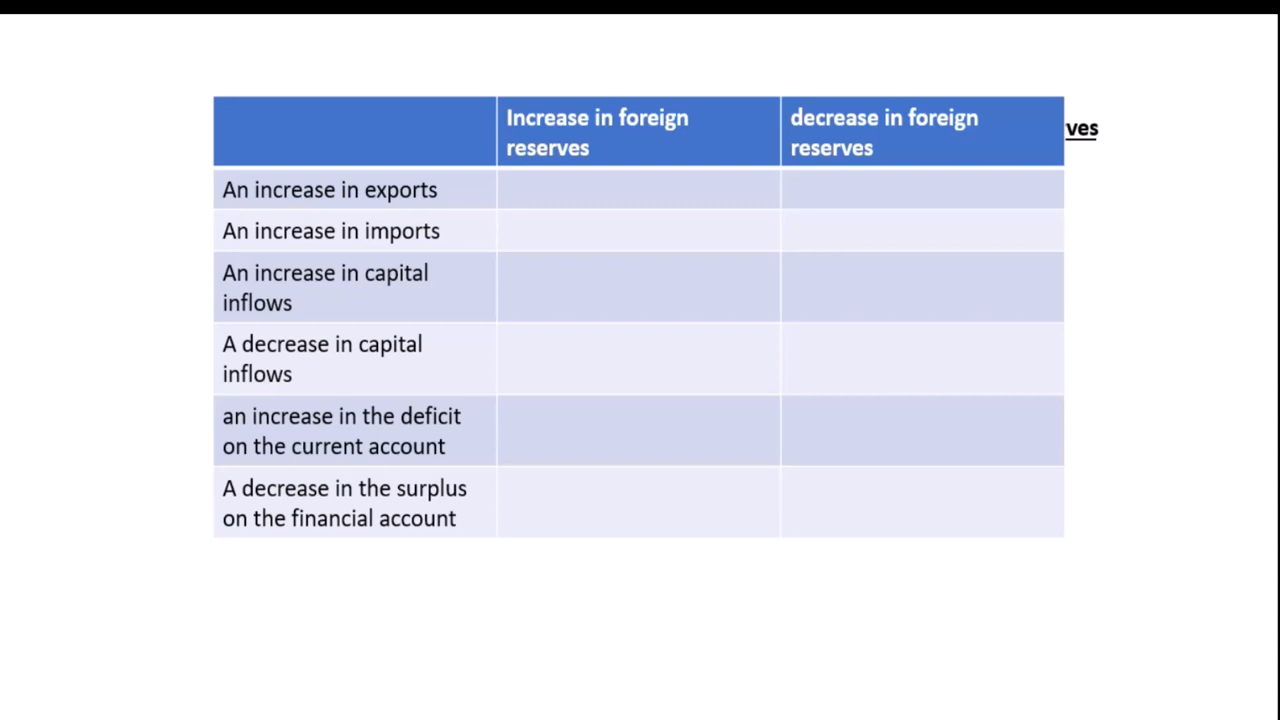 Increase in foreign
reserves
decrease in foreign
reserves
ves
An increase in exports
An increase in imports
An increase in capital
inflows
A decrease in capital
inflows
an increase in the deficit
on the current account
A decrease in the surplus
on the financial account